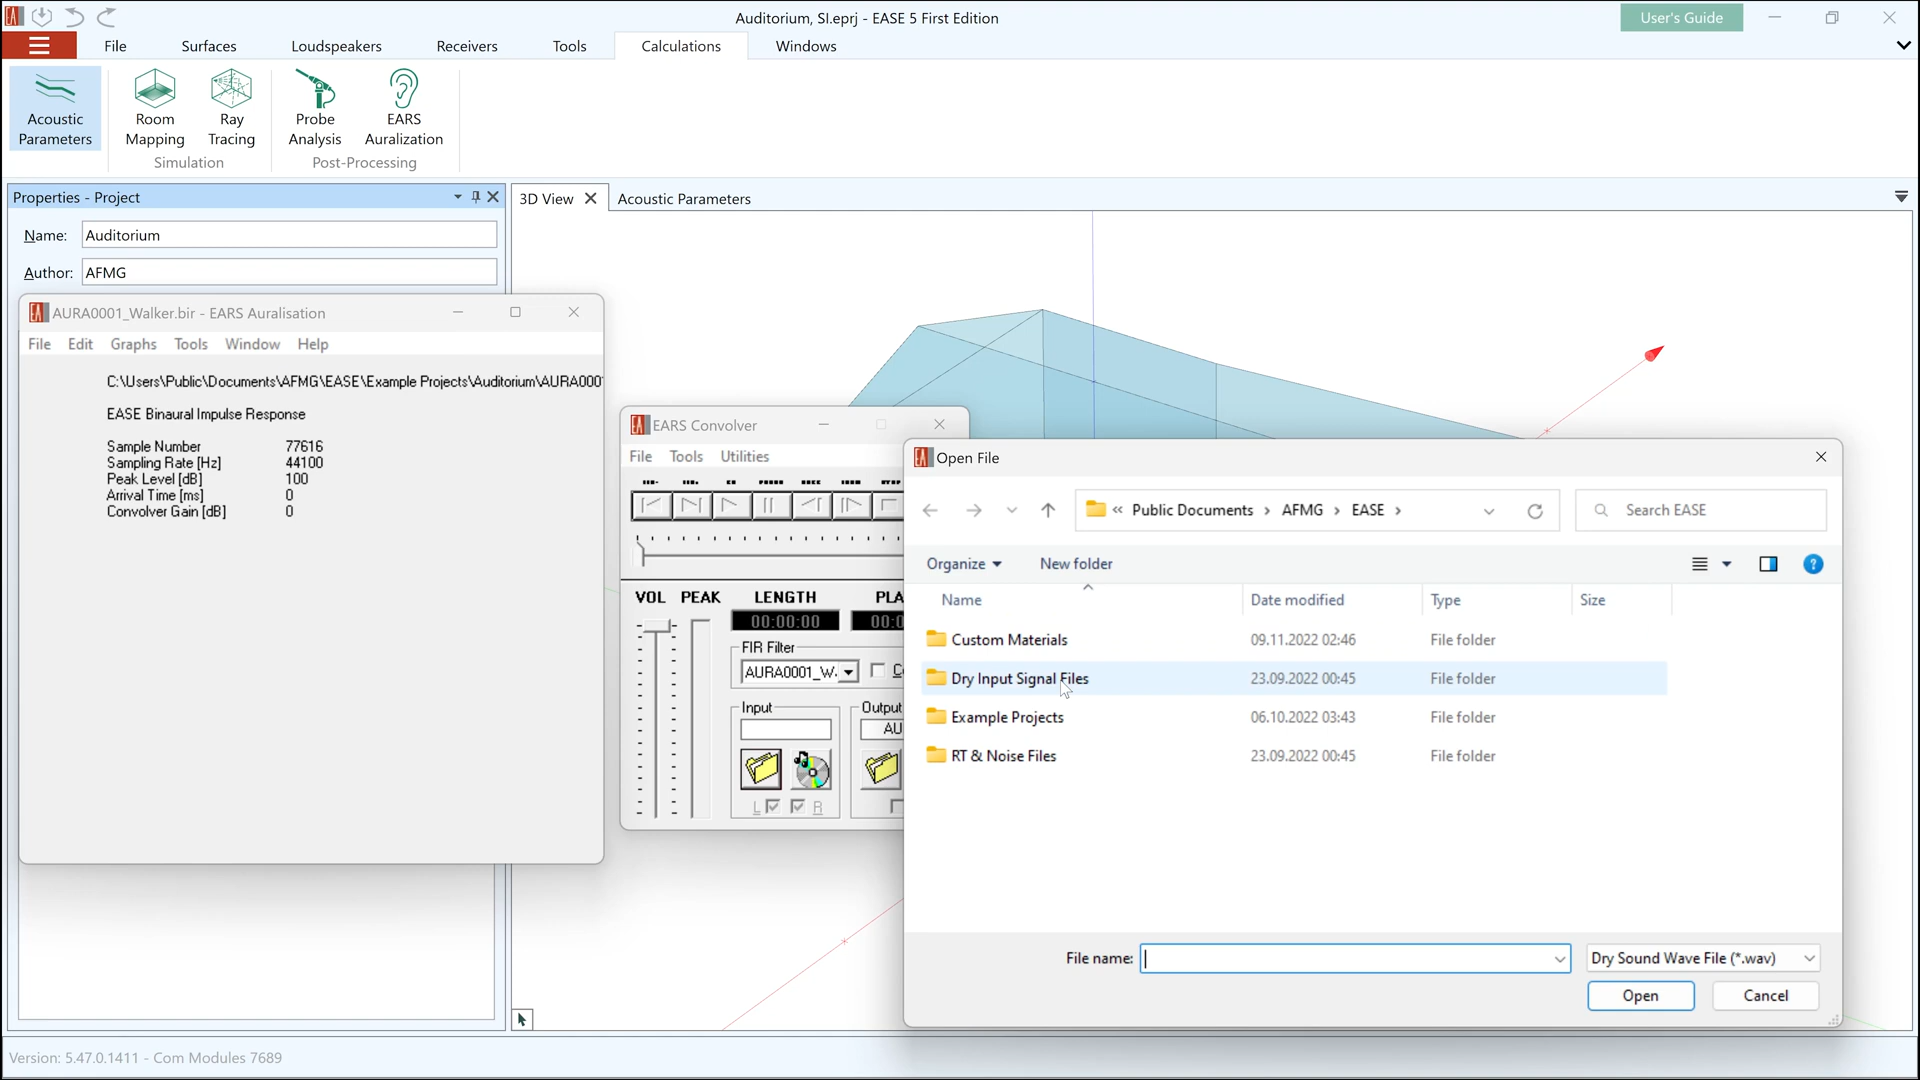 Auditorium, SI.eprj - EASE 5 First Edition
User's Guide
File Surfaces Loudspeakers Receivers Tools Calculations Windows
Acoustic Parameters
Room Mapping
Ray Tracing
Probe Analysis
EARS Auralization
Simulation
Post-Processing
Properties - Project
3D View
Acoustic Parameters
Name: Auditorium
Author: AFMG
AURA0001_Walker.bir - EARS Auralisation
File Edit Graphs Tools Window Help
C:\Users\Public\Documents\AFMG\EASE\Example Projects\Auditorium\AURA000
EASE Binaural Impulse Response
Sample Number 77616
Sampling Rate [Hz] 44100
Peak Level [dB] 100
Arrival Time [ms] 0
Convolver Gain [dB] 0
EARS Convolver
File Tools Utilities
VOL PEAK LENGTH PLA
00:00:00 00:0
FIR Filter
AURA0001_W.
Input
Output
AU
L R
Open File
« Public Documents › AFMG › EASE ›
Search EASE
Organize New folder
Name Date modified Type Size
Custom Materials 09.11.2022 02:46 File folder
Dry Input Signal Files 23.09.2022 00:45 File folder
Example Projects 06.10.2022 03:43 File folder
RT & Noise Files 23.09.2022 00:45 File folder
File name:
Dry Sound Wave File (*.wav)
Open Cancel
Version: 5.47.0.1411 - Com Modules 7689